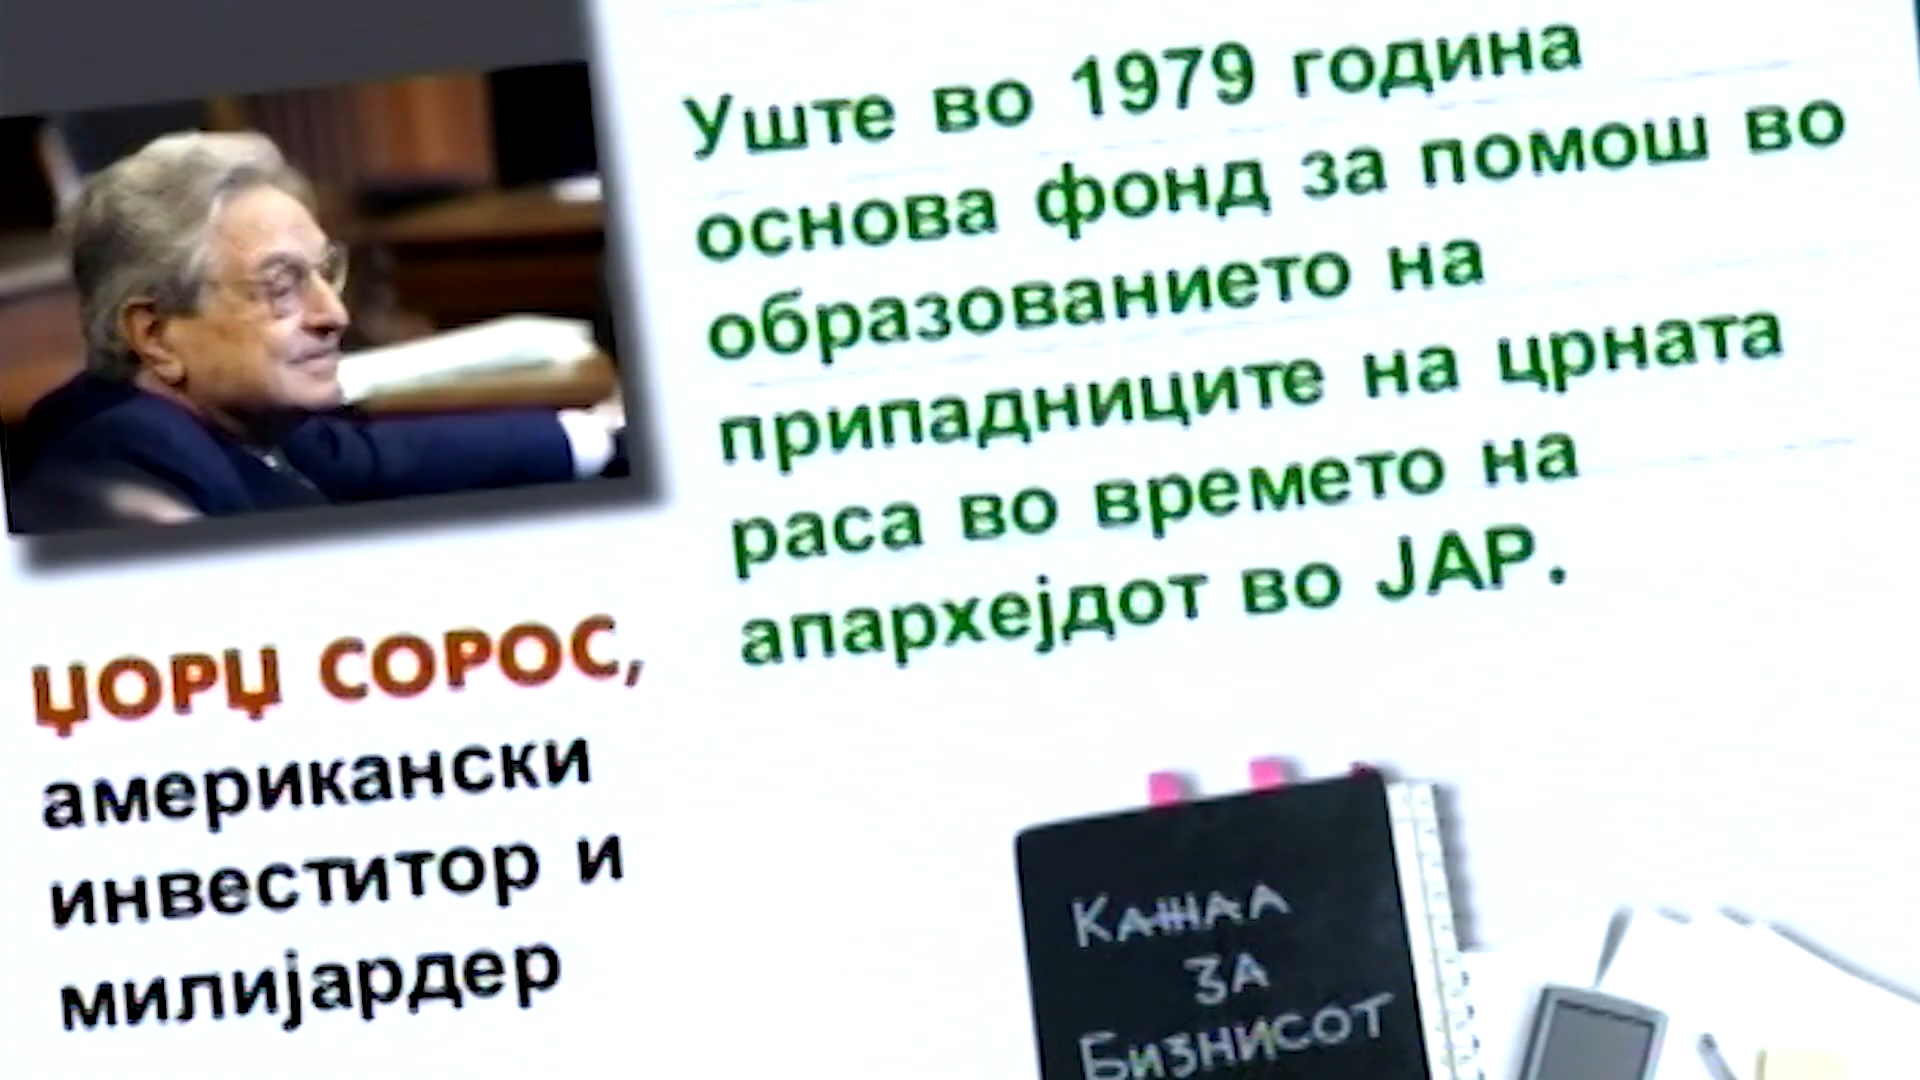 Уште во 1979 година
основа фонд за помош во
образованието на
припадниците на црната
раса во времето на
апархејдот во ЈАР.
ЏОРЏ СОРОС,
американски
инвеститор и
милијардер
КАЖАА
ЗА
БИЗНИСОТ